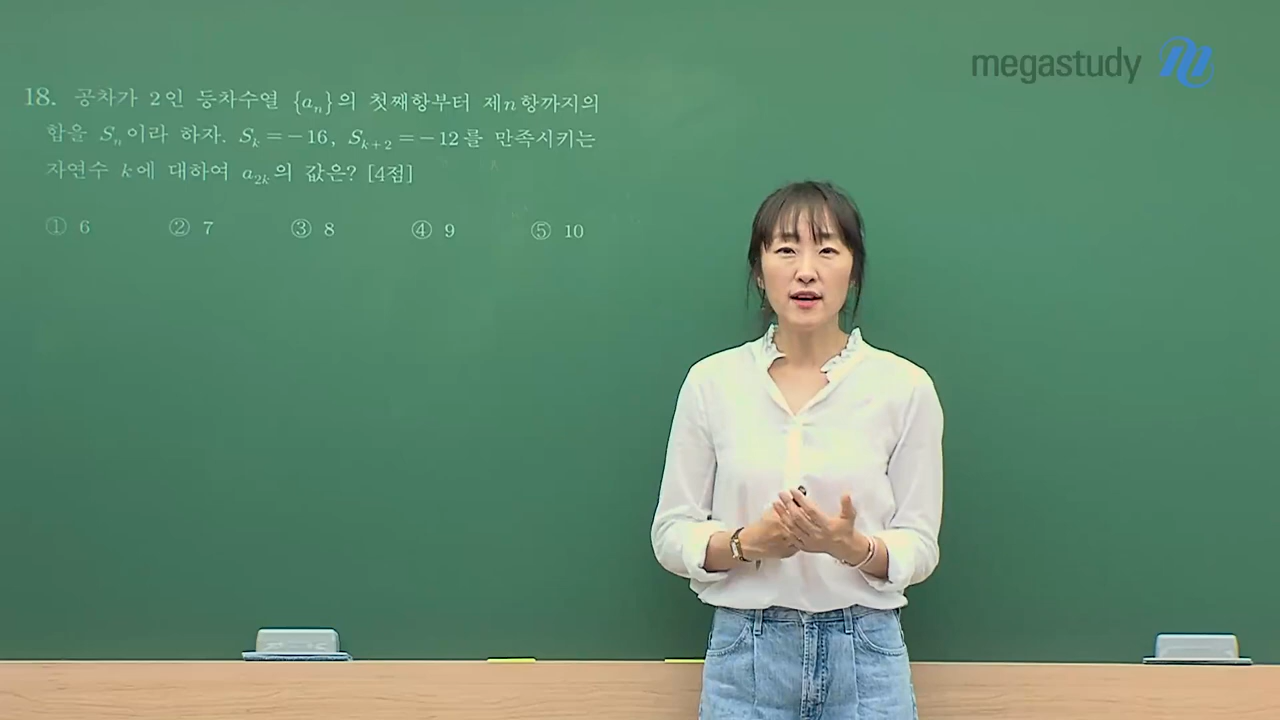 megastudy
18. 공차가 2인 등차수열 {aₙ}의 첫째항부터 제n항까지의
합을 Sₙ이라 하자. Sₖ=－16, Sₖ₊₂=－12를 만족시키는
자연수 k에 대하여 a₂ₖ의 값은? [4점]
① 6 ② 7 ③ 8 ④ 9 ⑤ 10